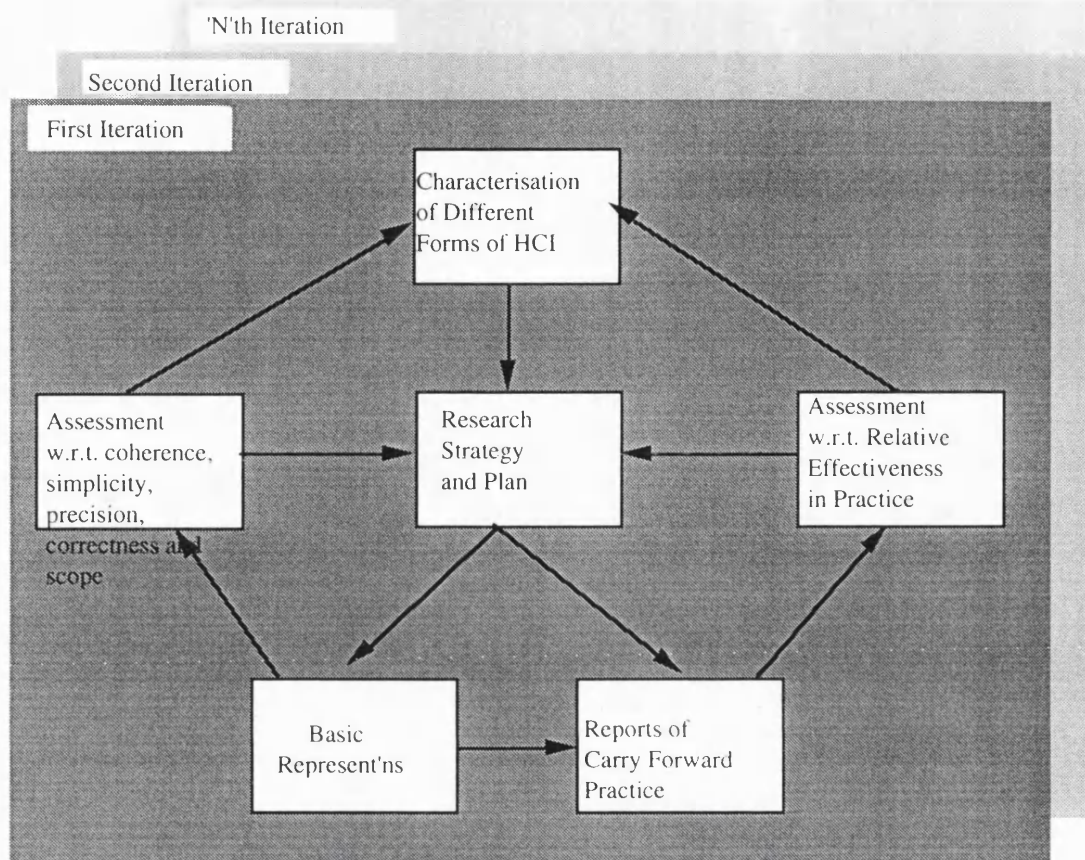 'N'th Iteration
Second Iteration
First Iteration
Characterisation
of Different
Forms of HCI
Assessment
w.r.t. coherence,
simplicity,
precision,
correctness and
scope
Research
Strategy
and Plan
Assessment
w.r.t. Relative
Effectiveness
in Practice
Basic
Represent'ns
Reports of
Carry Forward
Practice